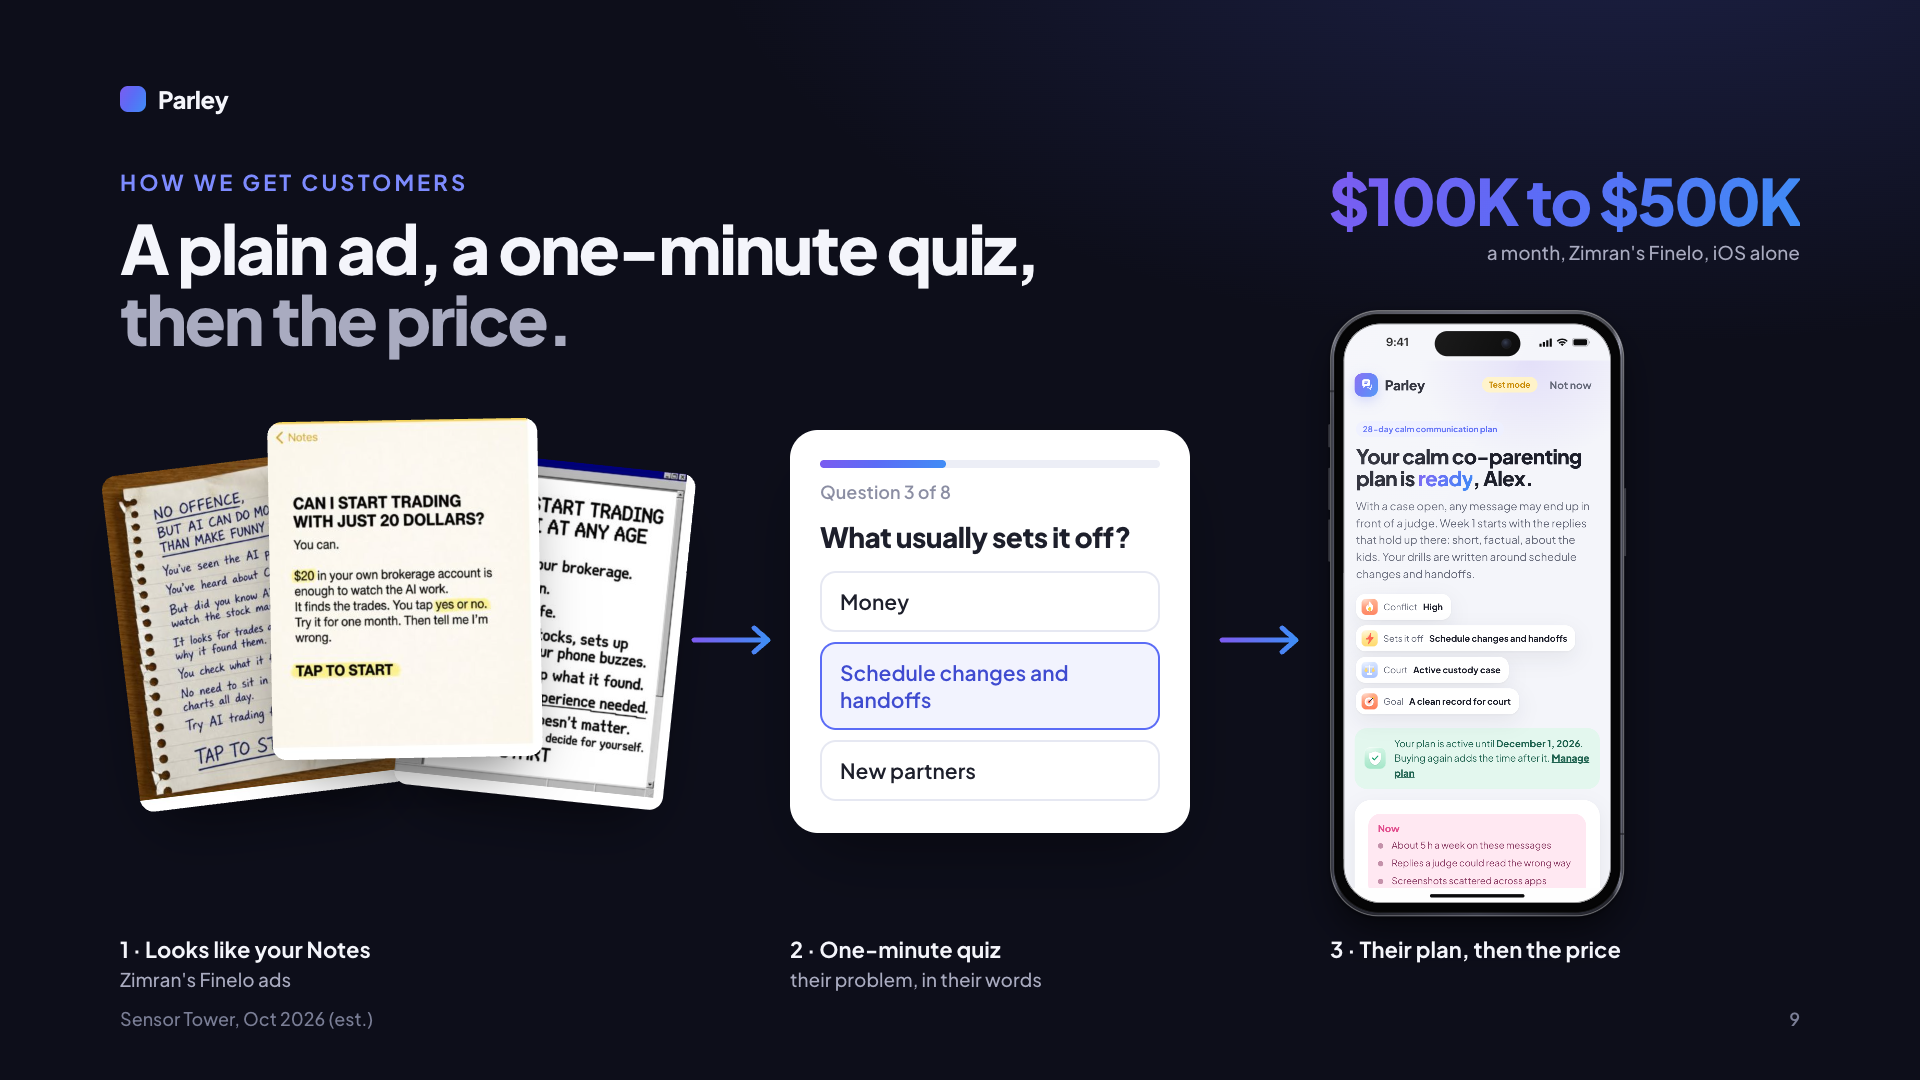 Parley
HOW WE GET CUSTOMERS
A plain ad, a one-minute quiz,
then the price.
$100K to $500K
a month, Zimran's Finelo, iOS alone
NO OFFENCE,
BUT AI CAN DO MO
THAN MAKE FUNNY
You've seen the AI
You've heard about
But did you know
watch the stock
It looks for trades
why it found them.
You check what it
No need to sit in
charts all day.
Try AI trading
TAP TO ST
Notes
CAN I START TRADING
WITH JUST 20 DOLLARS?
You can.
$20 in your own brokerage account is
enough to watch the AI work.
It finds the trades. You tap yes or no.
Try it for one month. Then tell me I'm
wrong.
TAP TO START
START TRADING
AT ANY AGE
our brokerage.
ocks, sets up
ur phone buzzes.
what it found.
perience needed.
esn't matter.
decide for yourself.
Question 3 of 8
What usually sets it off?
Money
Schedule changes and
handoffs
New partners
9:41
Parley
Test mode
Not now
28-day calm communication plan
Your calm co-parenting
plan is ready, Alex.
With a case open, any message may end up in
front of a judge. Week 1 starts with the replies
that hold up there: short, factual, about the
kids. Your drills are written around schedule
changes and handoffs.
Conflict High
Sets it off Schedule changes and handoffs
Court Active custody case
Goal A clean record for court
Your plan is active until December 1, 2026.
Buying again adds the time after it. Manage
plan
Now
About 5 h a week on these messages
Replies a judge could read the wrong way
Screenshots scattered across apps
1 · Looks like your Notes
Zimran's Finelo ads
2 · One-minute quiz
their problem, in their words
3 · Their plan, then the price
Sensor Tower, Oct 2026 (est.)
9